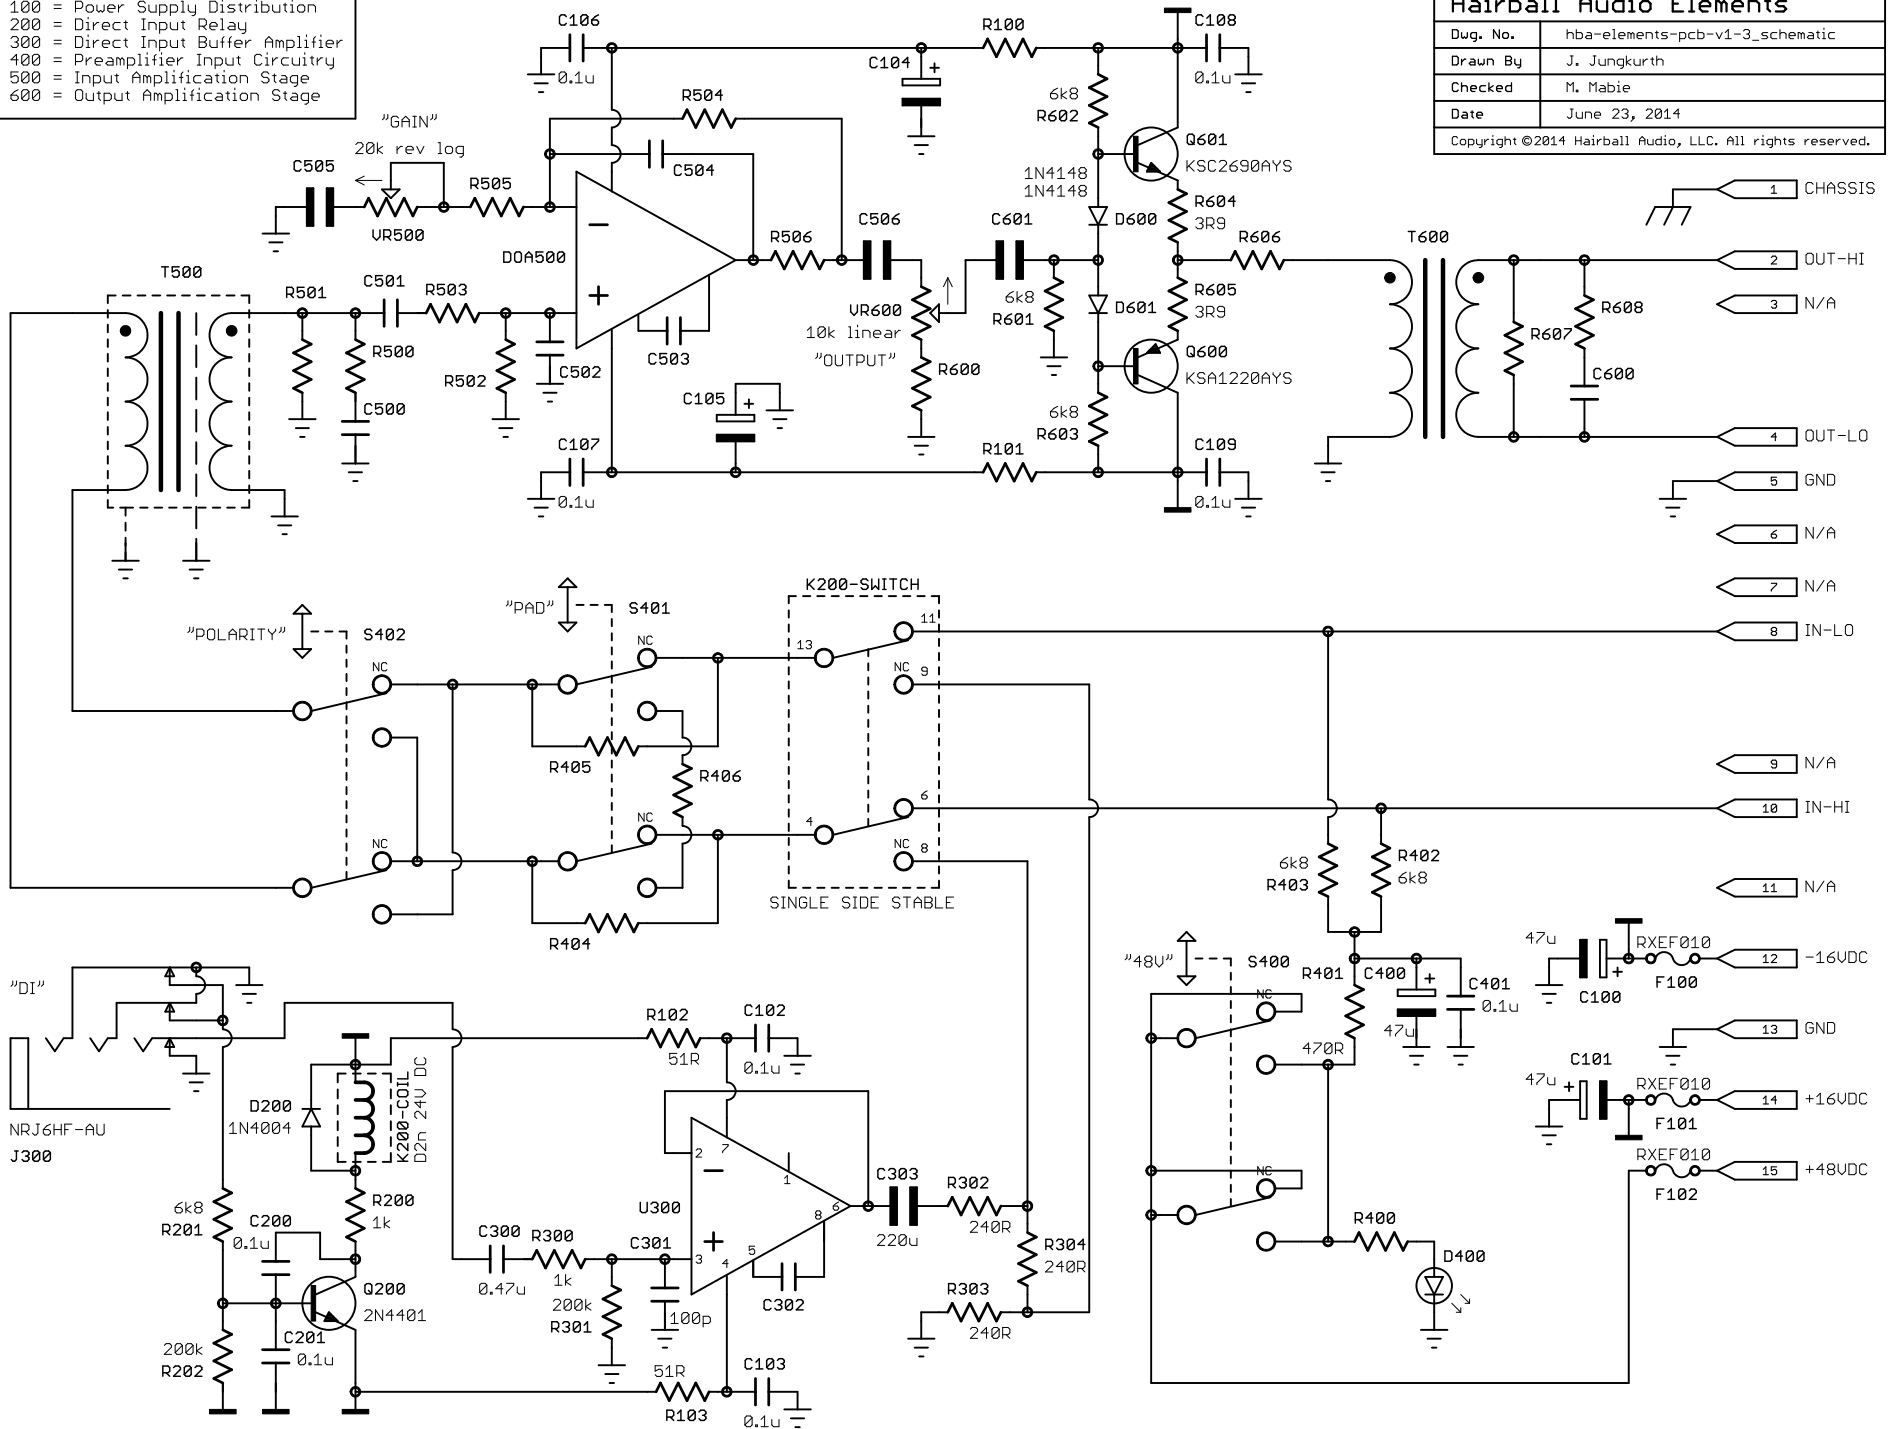 100 = Power Supply Distribution
200 = Direct Input Relay
300 = Direct Input Buffer Amplifier
400 = Preamplifier Input Circuitry
500 = Input Amplification Stage
600 = Output Amplification Stage
Hairball Audio Elements
Dwg. No. hba-elements-pcb-v1-3_schematic
Drawn By J. Jungkurth
Checked M. Mabie
Date June 23, 2014
Copyright ©2014 Hairball Audio, LLC. All rights reserved.
C106
0.1u
C104
+
R100
C108
0.1u
R504
C504
"GAIN"
20k rev log
C505
VR500
R505
6k8
R602
Q601
KSC2690AYS
1N4148
1N4148
D600
R604
3R9
DOA500
R506
C506
C601
R606
T600
T500
R501
C501
R503
R500
C500
R502
C502
C503
VR600
10k linear
"OUTPUT"
R600
6k8
R601
D601
R605
3R9
Q600
KSA1220AYS
6k8
R603
R607
R608
C600
C105
+
C107
0.1u
R101
C109
0.1u
1 CHASSIS
2 OUT-HI
3 N/A
4 OUT-LO
5 GND
6 N/A
7 N/A
8 IN-LO
9 N/A
10 IN-HI
11 N/A
12 -16VDC
13 GND
14 +16VDC
15 +48VDC
"POLARITY"
S402
NC
NC
"PAD"
S401
NC
NC
R405
R406
R404
K200-SWITCH
13
11
NC 9
4
6
NC 8
SINGLE SIDE STABLE
6k8
R403
R402
6k8
"48V"
S400
NC
NC
R401
470R
C400
+
47u
C401
0.1u
47u
+
C100
RXEF010
F100
C101
47u
+
RXEF010
F101
RXEF010
F102
R400
D400
"DI"
NRJ6HF-AU
J300
D200
1N4004
K200-COIL
D2n 24V DC
6k8
R201
C200
0.1u
R200
1k
Q200
2N4401
200k
R202
C201
0.1u
R102
51R
C102
0.1u
U300
2
7
1
3
4
5
8
6
C300
0.47u
R300
1k
C301
100p
200k
R301
C302
C303
220u
R302
240R
R304
240R
R303
240R
51R
R103
C103
0.1u